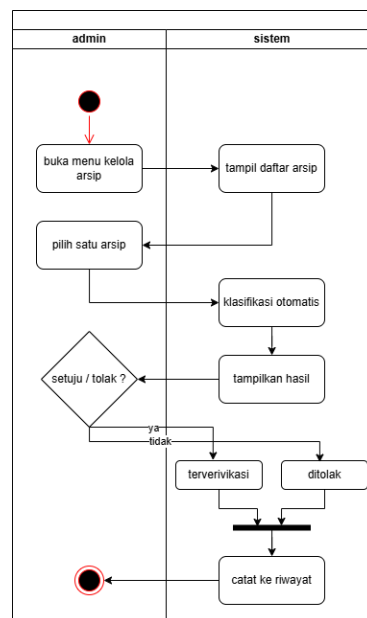 admin
sistem
buka menu kelola
arsip
tampil daftar arsip
pilih satu arsip
klasifikasi otomatis
setuju / tolak ?
tampilkan hasil
ya
tidak
terverivikasi
ditolak
catat ke riwayat